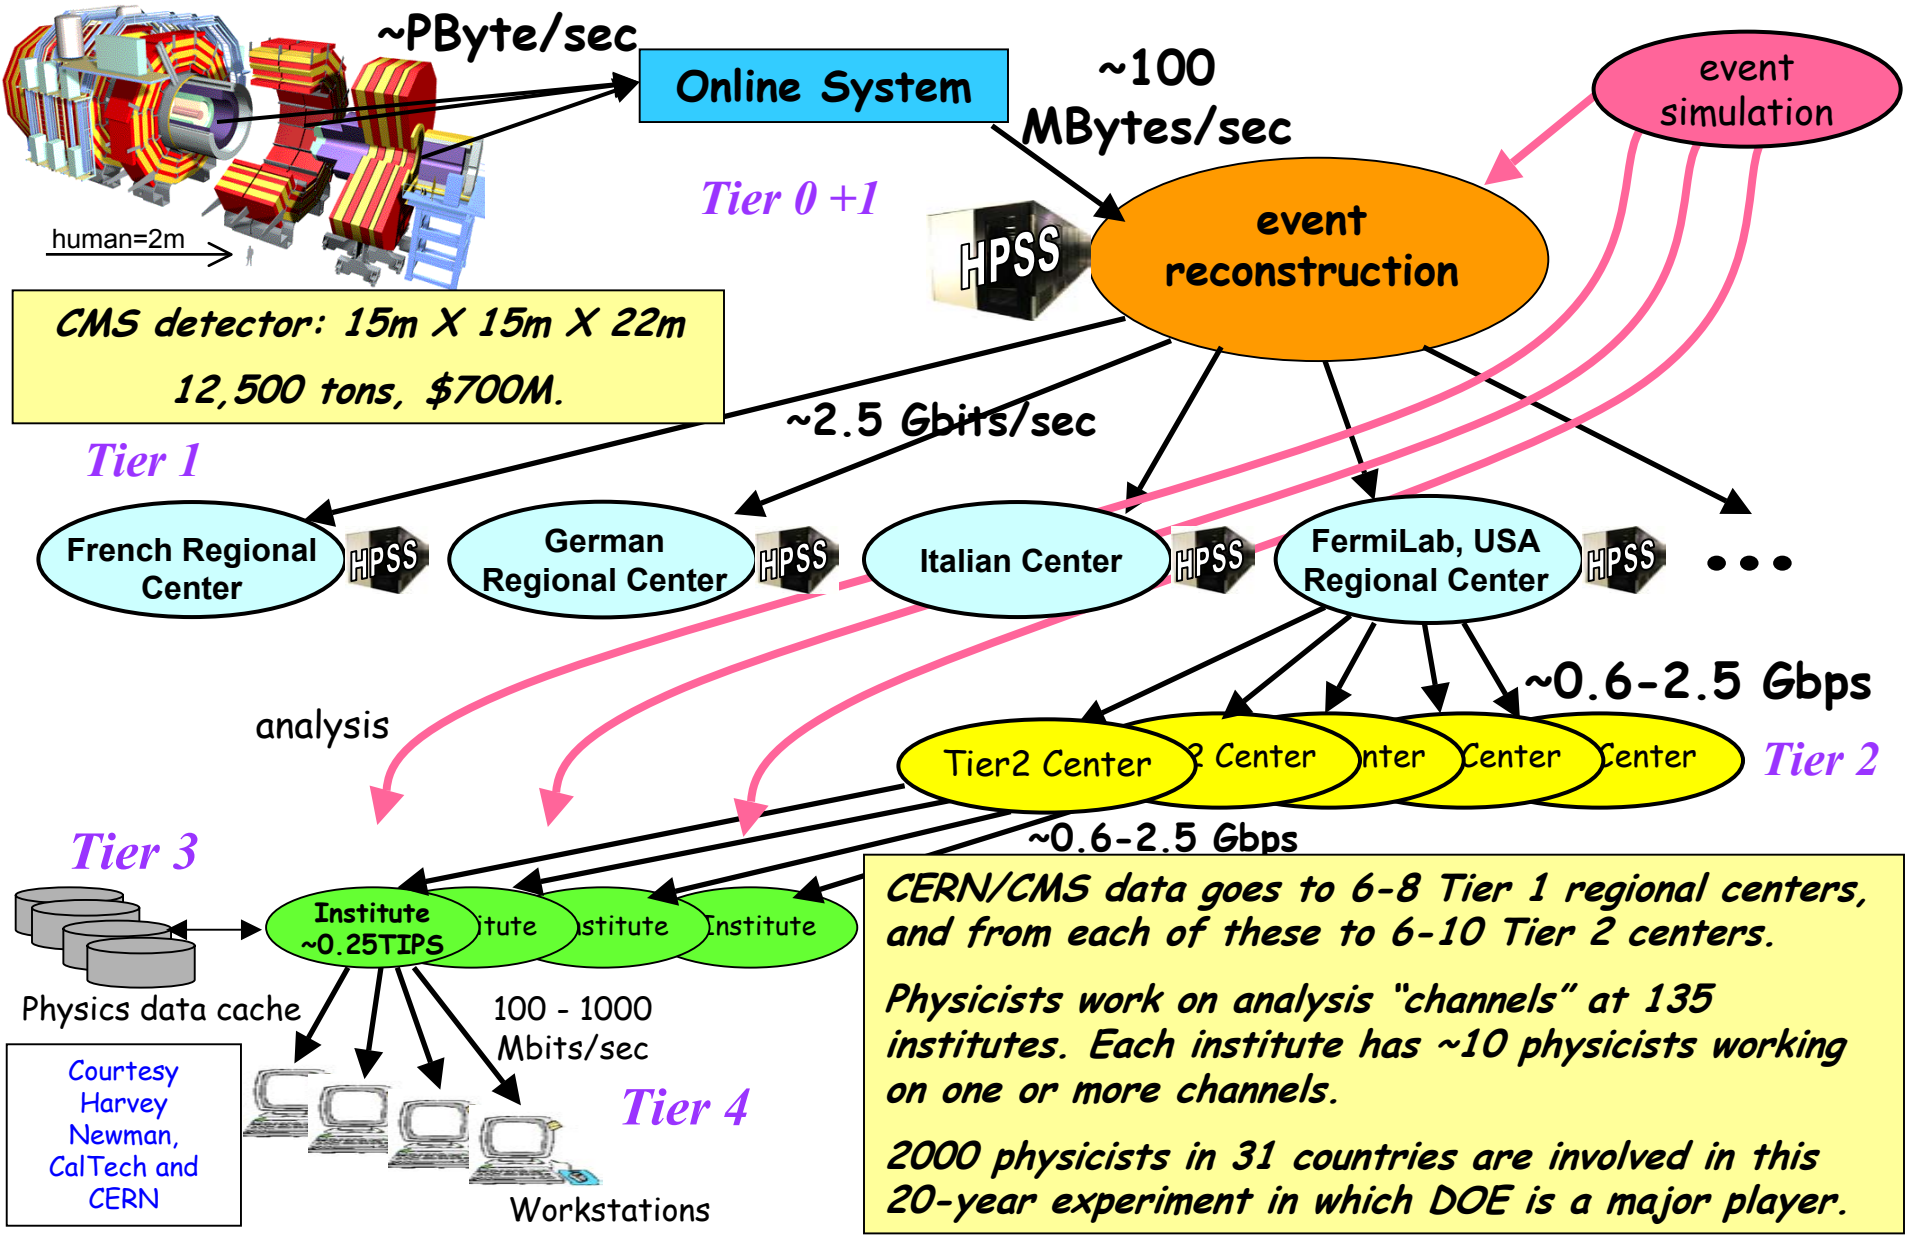 ~PByte/sec
Online System
~100
MBytes/sec
event
simulation
Tier 0 +1
human=2m
HPSS
event
reconstruction
CMS detector: 15m X 15m X 22m
12,500 tons, $700M.
~2.5 Gbits/sec
Tier 1
French Regional
Center
HPSS
German
Regional Center
HPSS
Italian Center
HPSS
FermiLab, USA
Regional Center
HPSS
...
~0.6-2.5 Gbps
analysis
Tier2 Center
2 Center
nter
Center
Center
Tier 2
~0.6-2.5 Gbps
Tier 3
Institute
~0.25TIPS
itute
stitute
Institute
Physics data cache
100 - 1000
Mbits/sec
Tier 4
Workstations
Courtesy
Harvey
Newman,
CalTech and
CERN
CERN/CMS data goes to 6-8 Tier 1 regional centers,
and from each of these to 6-10 Tier 2 centers.
Physicists work on analysis “channels” at 135
institutes. Each institute has ~10 physicists working
on one or more channels.
2000 physicists in 31 countries are involved in this
20-year experiment in which DOE is a major player.